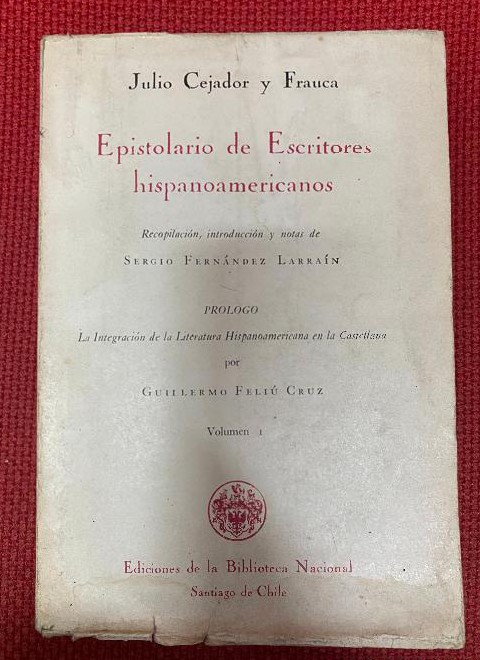 Julio Cejador y Frauca
Epistolario de Escritores
hispanoamericanos
Recopilación, introducción y notas de
SERGIO FERNÁNDEZ LARRAÍN
PROLOGO
La Integración de la Literatura Hispanoamericana en la Castellana
por
GUILLERMO FELIÚ CRUZ
Volumen I
Ediciones de la Biblioteca Nacional
Santiago de Chile